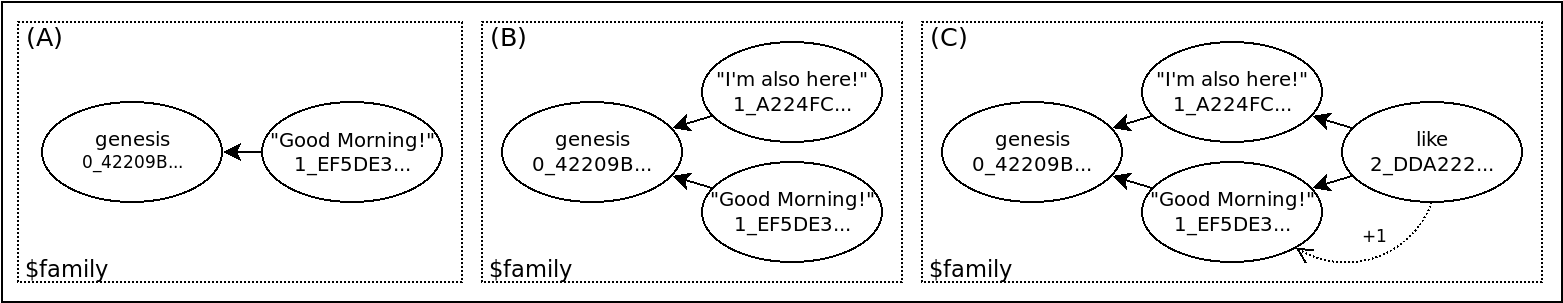 (A)
genesis
0_42209B...
"Good Morning!"
1_EF5DE3...
$family
(B)
"I'm also here!"
1_A224FC...
genesis
0_42209B...
"Good Morning!"
1_EF5DE3...
$family
(C)
"I'm also here!"
1_A224FC...
genesis
0_42209B...
like
2_DDA222...
"Good Morning!"
1_EF5DE3...
+1
$family